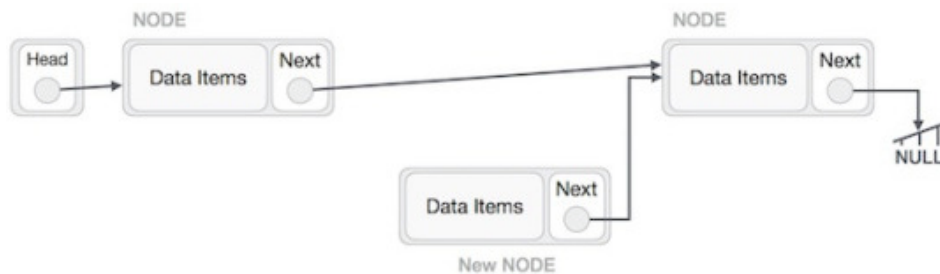 NODE
NODE
Head
Data Items
Next
Data Items
Next
NULL
Data Items
Next
New NODE